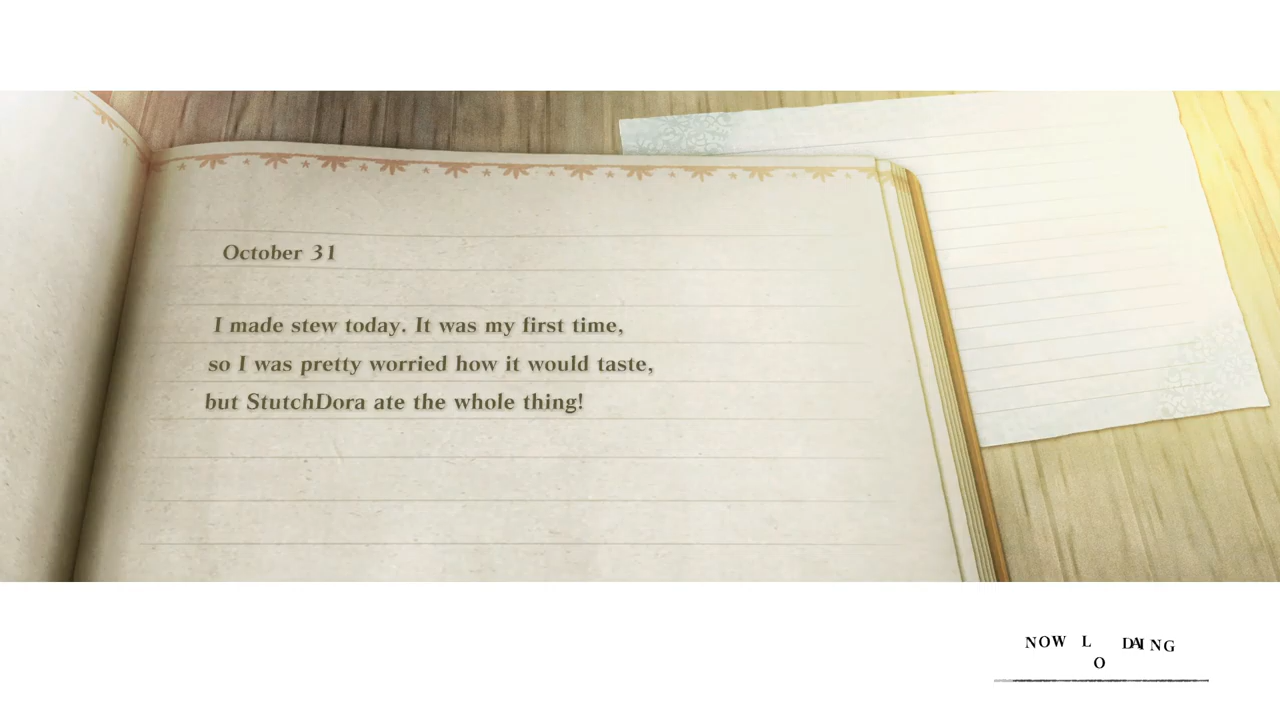 October 31
I made stew today. It was my first time,
so I was pretty worried how it would taste,
but StutchDora ate the whole thing!
NOW LOADING